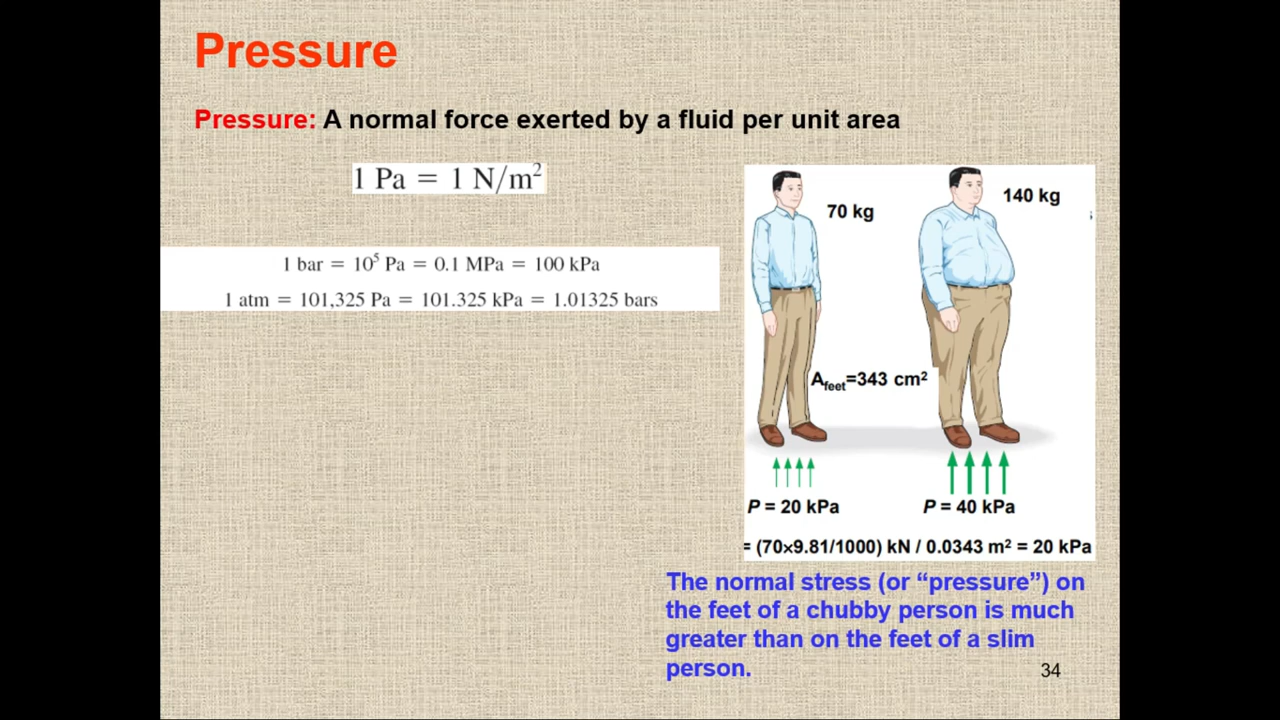 Pressure
Pressure: A normal force exerted by a fluid per unit area
1 Pa = 1 N/m²
1 bar = 10⁵ Pa = 0.1 MPa = 100 kPa
1 atm = 101,325 Pa = 101.325 kPa = 1.01325 bars
70 kg
140 kg
A_feet=343 cm²
P = 20 kPa
P = 40 kPa
= (70×9.81/1000) kN / 0.0343 m² = 20 kPa
The normal stress (or “pressure”) on
the feet of a chubby person is much
greater than on the feet of a slim
person.
34